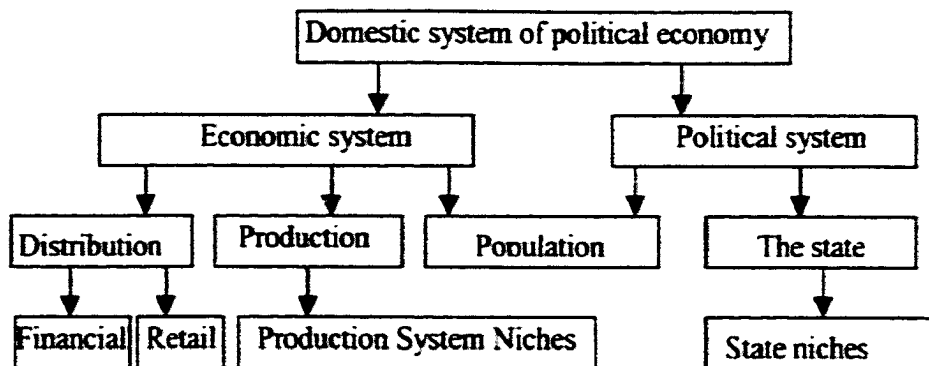 Domestic system of political economy
Economic system
Political system
Distribution
Production
Population
The state
Financial
Retail
Production System Niches
State niches